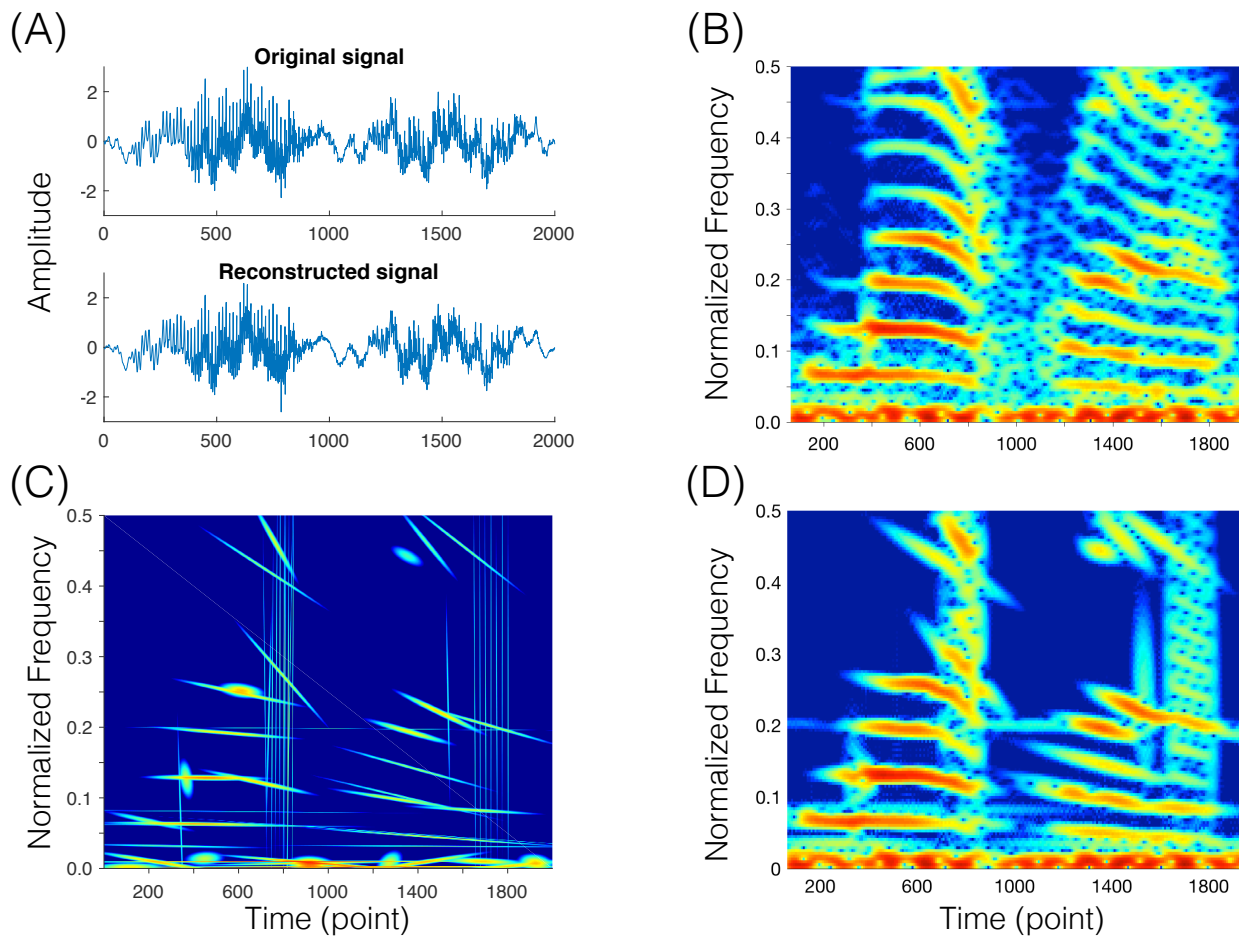 (A)
Original signal
2
0
-2
0 500 1000 1500 2000
Reconstructed signal
2
0
-2
0 500 1000 1500 2000
Amplitude
(B)
Normalized Frequency
0.5
0.4
0.3
0.2
0.1
0.0
200 600 1000 1400 1800
(C)
Normalized Frequency
0.5
0.4
0.3
0.2
0.1
0.0
200 600 1000 1400 1800
Time (point)
(D)
Normalized Frequency
0.5
0.4
0.3
0.2
0.1
0
200 600 1000 1400 1800
Time (point)